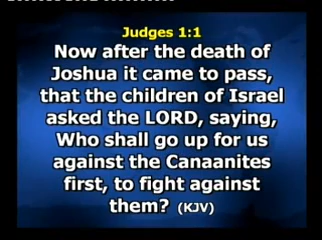 Judges 1:1
Now after the death of
Joshua it came to pass,
that the children of Israel
asked the LORD, saying,
Who shall go up for us
against the Canaanites
first, to fight against
them? (KJV)